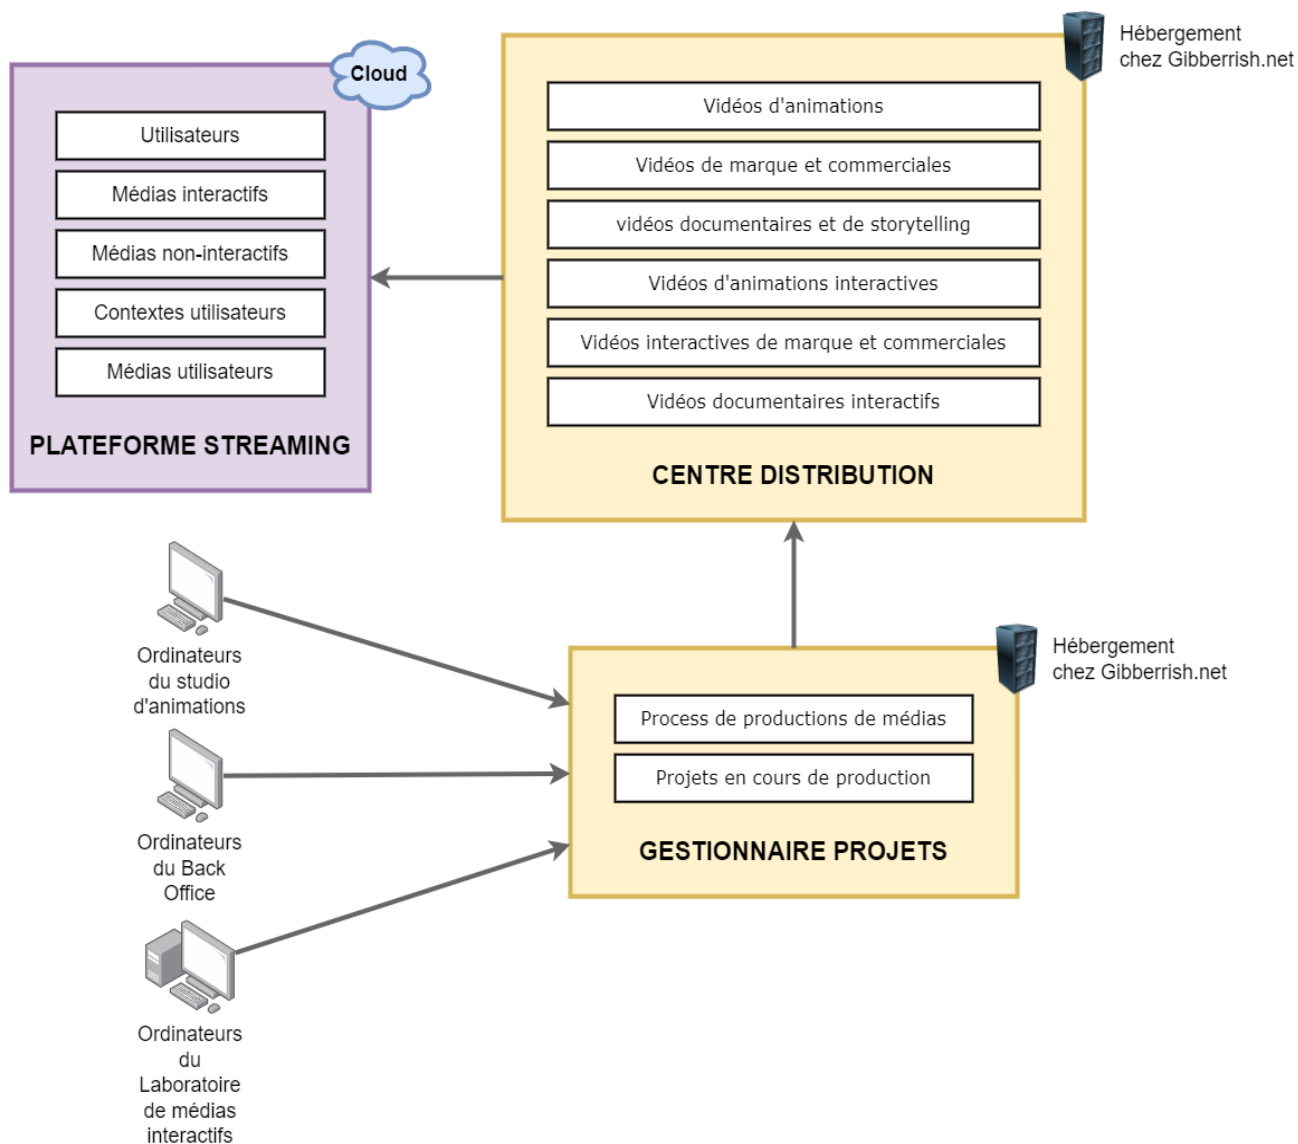 Hébergement
chez Gibberrish.net
Cloud
Utilisateurs
Médias interactifs
Médias non-interactifs
Contextes utilisateurs
Médias utilisateurs
PLATEFORME STREAMING
Vidéos d'animations
Vidéos de marque et commerciales
vidéos documentaires et de storytelling
Vidéos d'animations interactives
Vidéos interactives de marque et commerciales
Vidéos documentaires interactifs
CENTRE DISTRIBUTION
Ordinateurs
du studio
d'animations
Ordinateurs
du Back
Office
Ordinateurs
du
Laboratoire
de médias
interactifs
Hébergement
chez Gibberrish.net
Process de productions de médias
Projets en cours de production
GESTIONNAIRE PROJETS